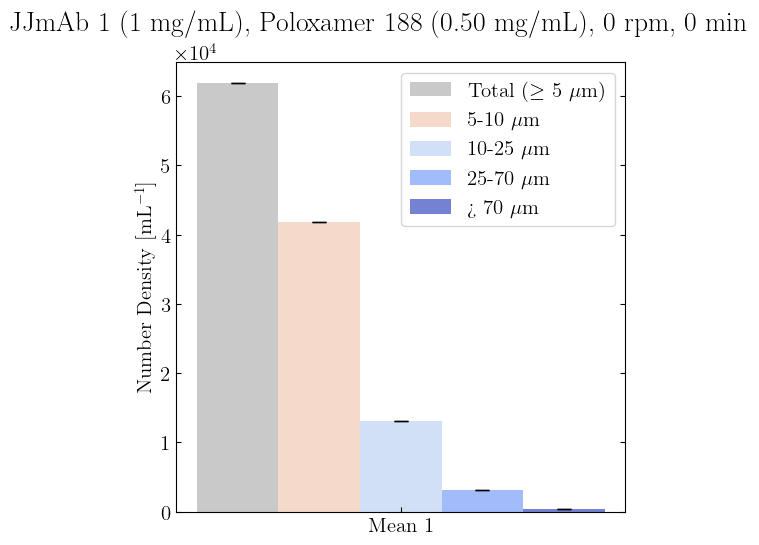 JJmAb 1 (1 mg/mL), Poloxamer 188 (0.50 mg/mL), 0 rpm, 0 min
×10⁴
Total (≥ 5 μm)
5-10 μm
10-25 μm
25-70 μm
¿ 70 μm
Number Density [mL⁻¹]
6
5
4
3
2
1
0
Mean 1